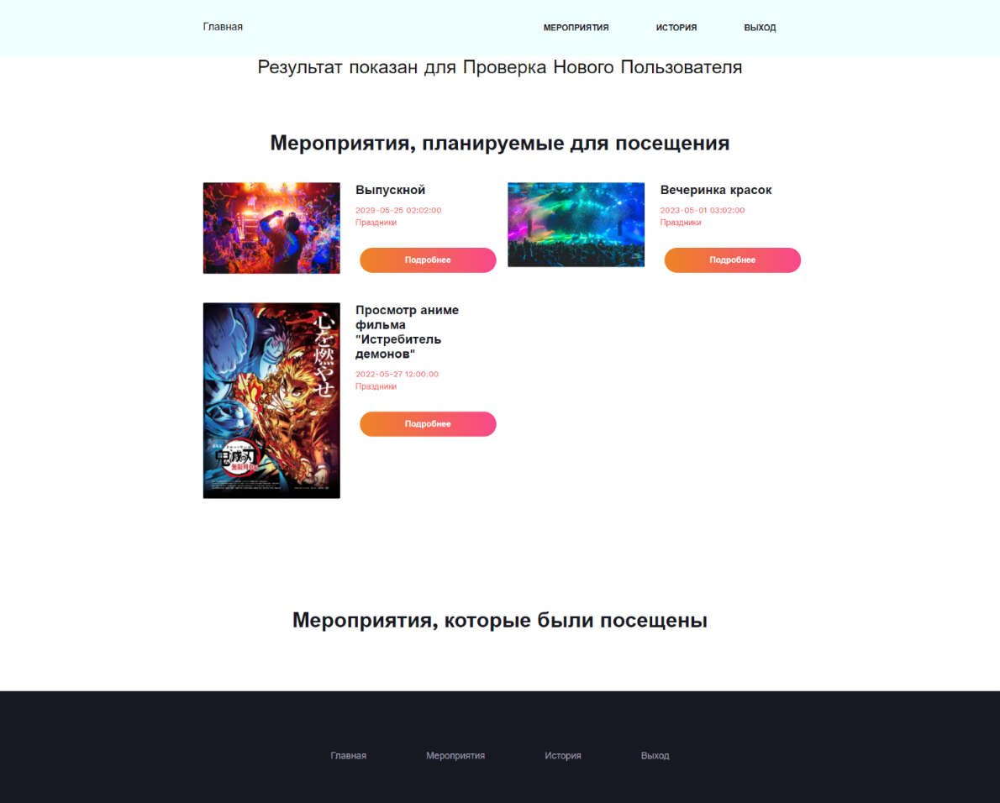 Главная
МЕРОПРИЯТИЯ
ИСТОРИЯ
ВЫХОД
Результат показан для Проверка Нового Пользователя
Мероприятия, планируемые для посещения
Выпускной
2029-05-25 02:02:00
Праздники
Подробнее
Вечеринка красок
2023-05-01 03:02:00
Праздники
Подробнее
心を燃やせ
鬼滅の刃
無限列車編
Просмотр аниме
фильма
"Истребитель
демонов"
2022-05-27 12:00:00
Праздники
Подробнее
Мероприятия, которые были посещены
Главная
Мероприятия
История
Выход